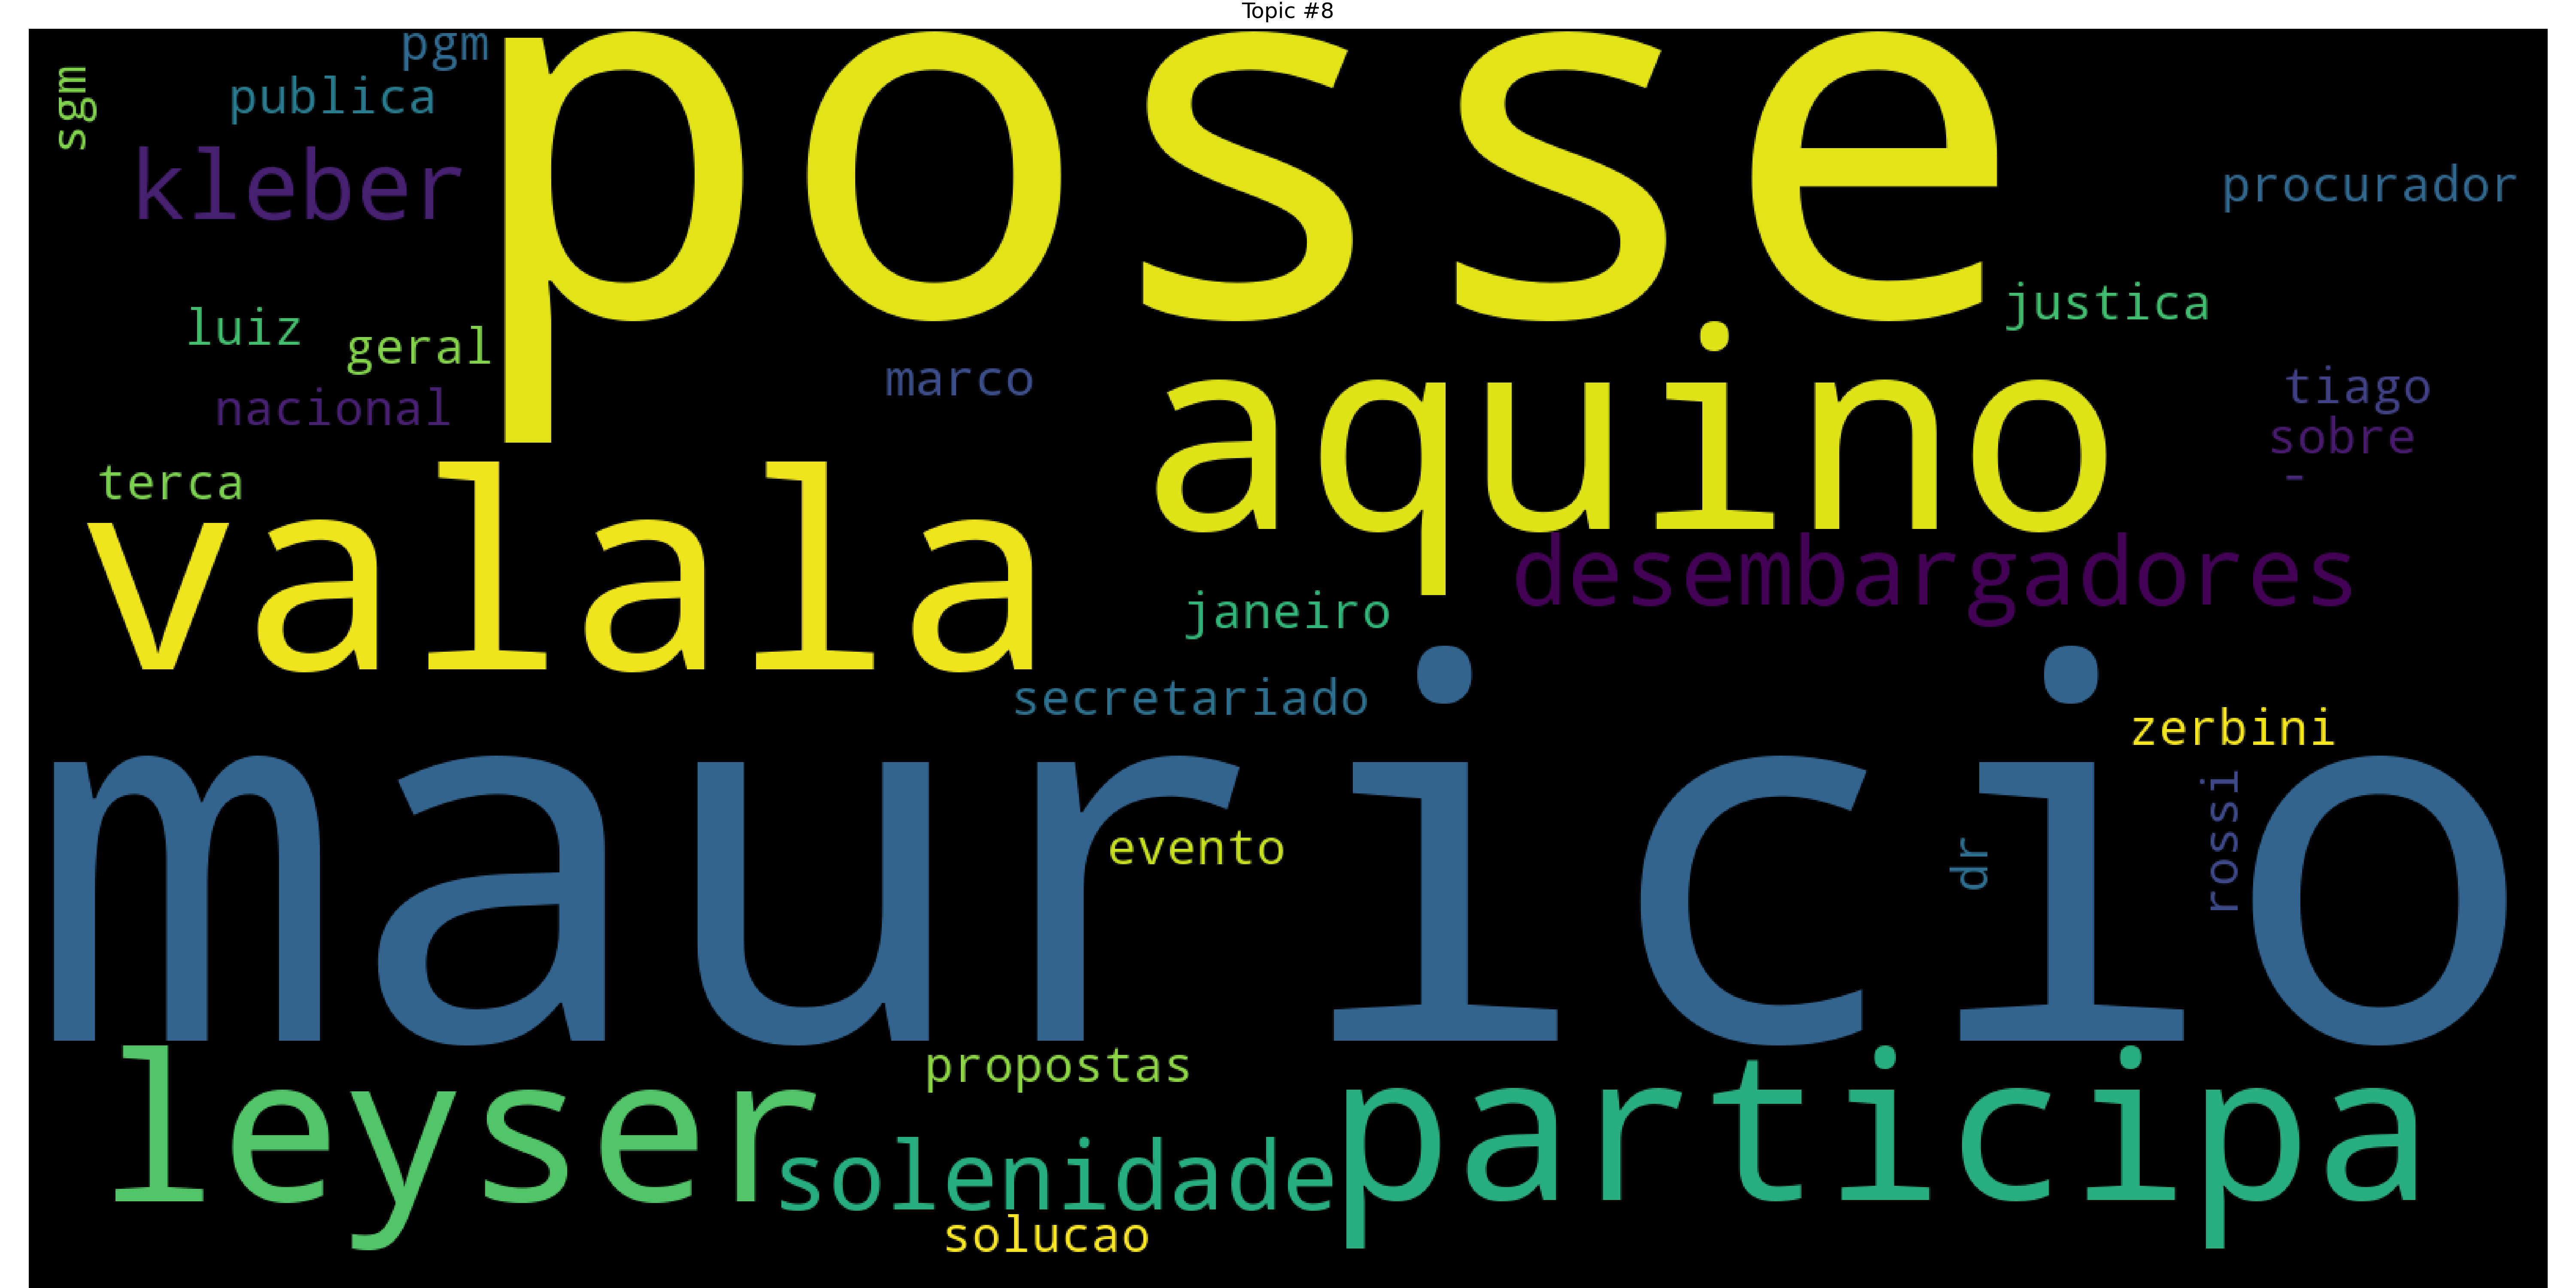 Topic #8
pgm
sgm
publica
posse
kleber
procurador
justica
luiz
geral
marco
aquino
tiago
nacional
sobre
-
terca
valala
desembargadores
janeiro
secretariado
zerbini
mauricio
evento
dr
rossi
propostas
leyser
participa
solenidade
solucao